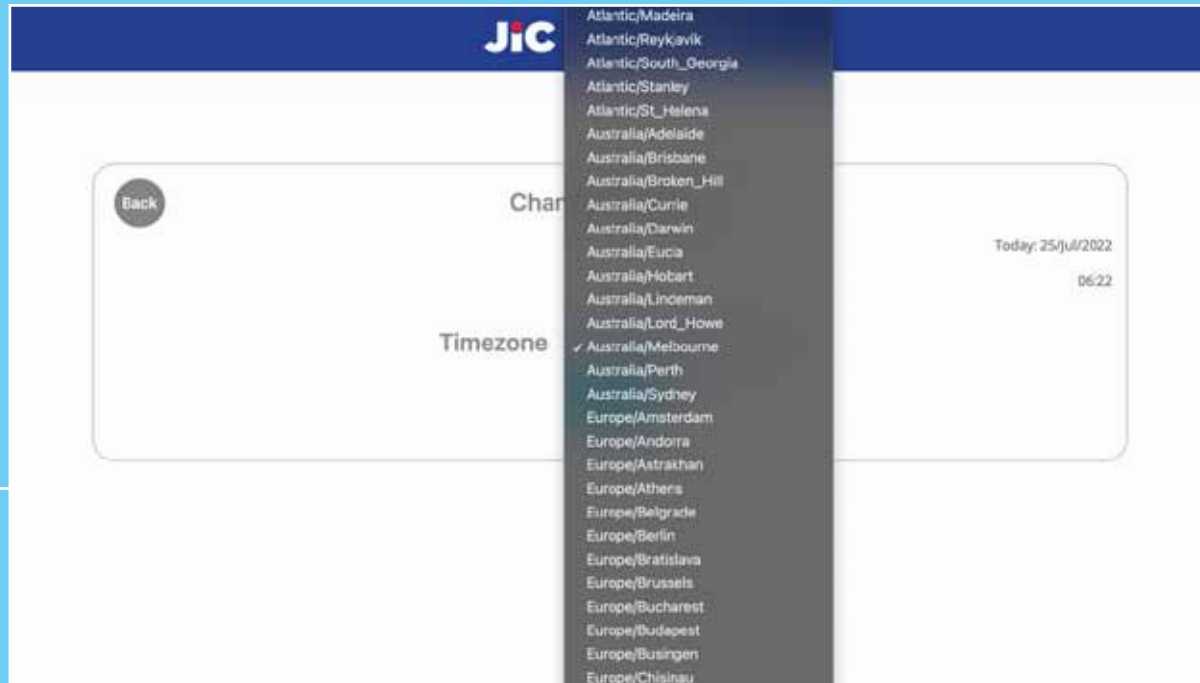 JiC
Back
Char
Today: 25/Jul/2022
06:22
Timezone
Atlantic/Madeira
Atlantic/Reykjavik
Atlantic/South_Georgia
Atlantic/Stanley
Atlantic/St_Helena
Australia/Adelaide
Australia/Brisbane
Australia/Broken_Hill
Australia/Currie
Australia/Darwin
Australia/Eucla
Australia/Hobart
Australia/Lindeman
Australia/Lord_Howe
✓ Australia/Melbourne
Australia/Perth
Australia/Sydney
Europe/Amsterdam
Europe/Andorra
Europe/Astrakhan
Europe/Athens
Europe/Belgrade
Europe/Berlin
Europe/Bratislava
Europe/Brussels
Europe/Bucharest
Europe/Budapest
Europe/Busingen
Europe/Chisinau